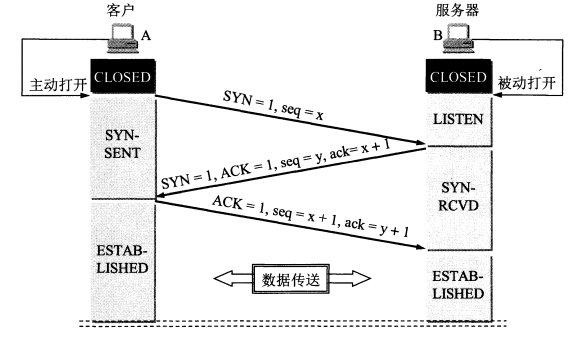 客户
服务器
A
B
CLOSED
CLOSED
主动打开
被动打开
SYN = 1, seq = x
LISTEN
SYN-
SENT
SYN = 1, ACK = 1, seq = y, ack= x + 1
SYN-
RCVD
ACK = 1, seq = x + 1, ack = y + 1
ESTAB-
LISHED
数据传送
ESTAB-
LISHED